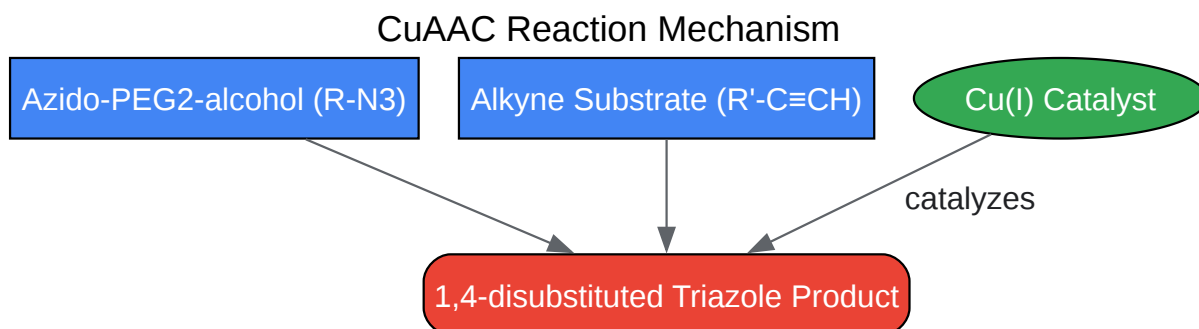 CuAAC Reaction Mechanism
Azido-PEG2-alcohol (R-N3)
Alkyne Substrate (R'-C≡CH)
Cu(I) Catalyst
catalyzes
1,4-disubstituted Triazole Product